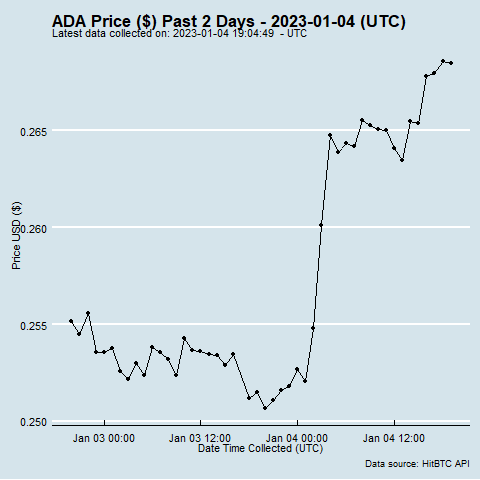 ADA Price ($) Past 2 Days - 2023-01-04 (UTC)
Latest data collected on: 2023-01-04 19:04:49 - UTC
0.265
0.260
0.255
0.250
Price USD ($)
Jan 03 00:00 Jan 03 12:00 Jan 04 00:00 Jan 04 12:00
Date Time Collected (UTC)
Data source: HitBTC API